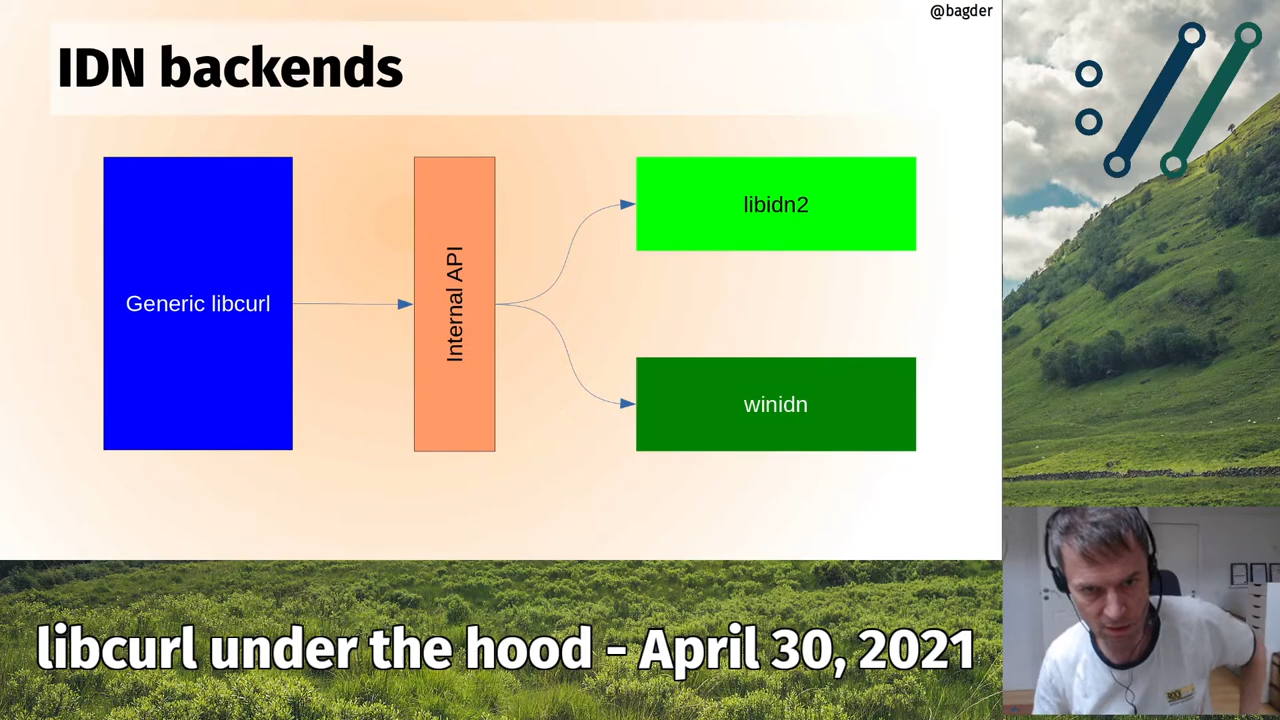 @bagder
IDN backends
Generic libcurl
Internal API
libidn2
winidn
libcurl under the hood - April 30, 2021